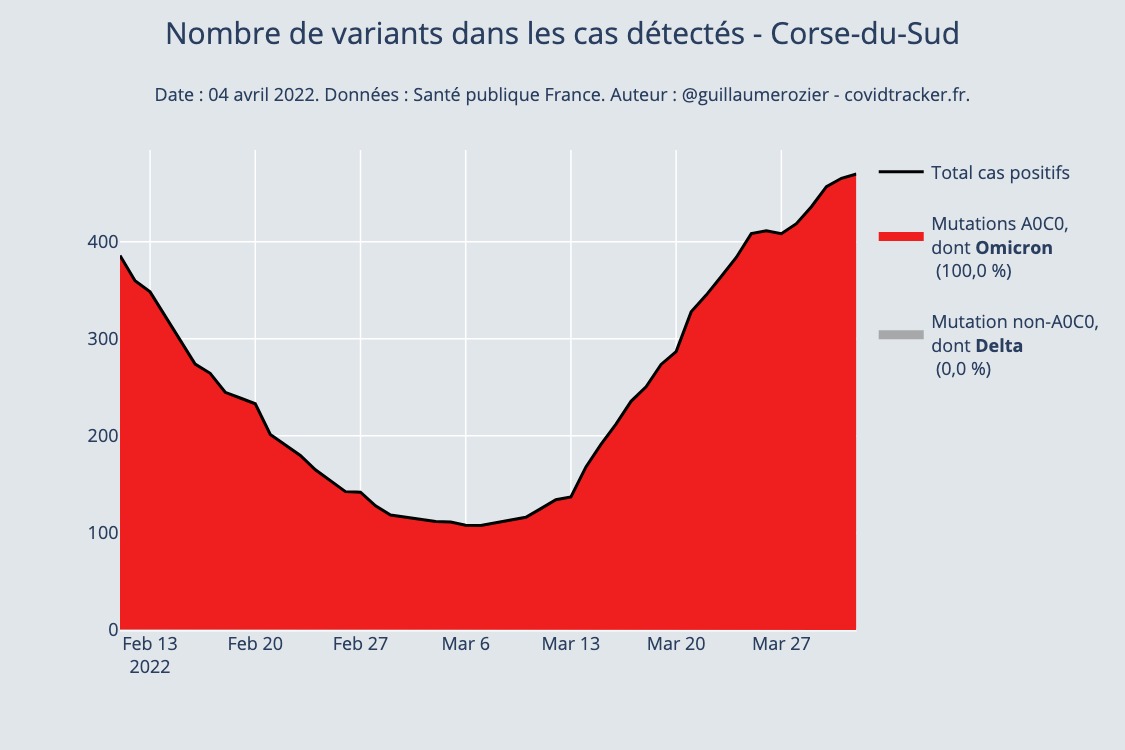 Nombre de variants dans les cas détectés - Corse-du-Sud
Date : 04 avril 2022. Données : Santé publique France. Auteur : @guillaumerozier - covidtracker.fr.
Total cas positifs
Mutations A0C0,
dont Omicron
(100,0 %)
Mutation non-A0C0,
dont Delta
(0,0 %)
400
300
200
100
0
Feb 13
2022
Feb 20
Feb 27
Mar 6
Mar 13
Mar 20
Mar 27